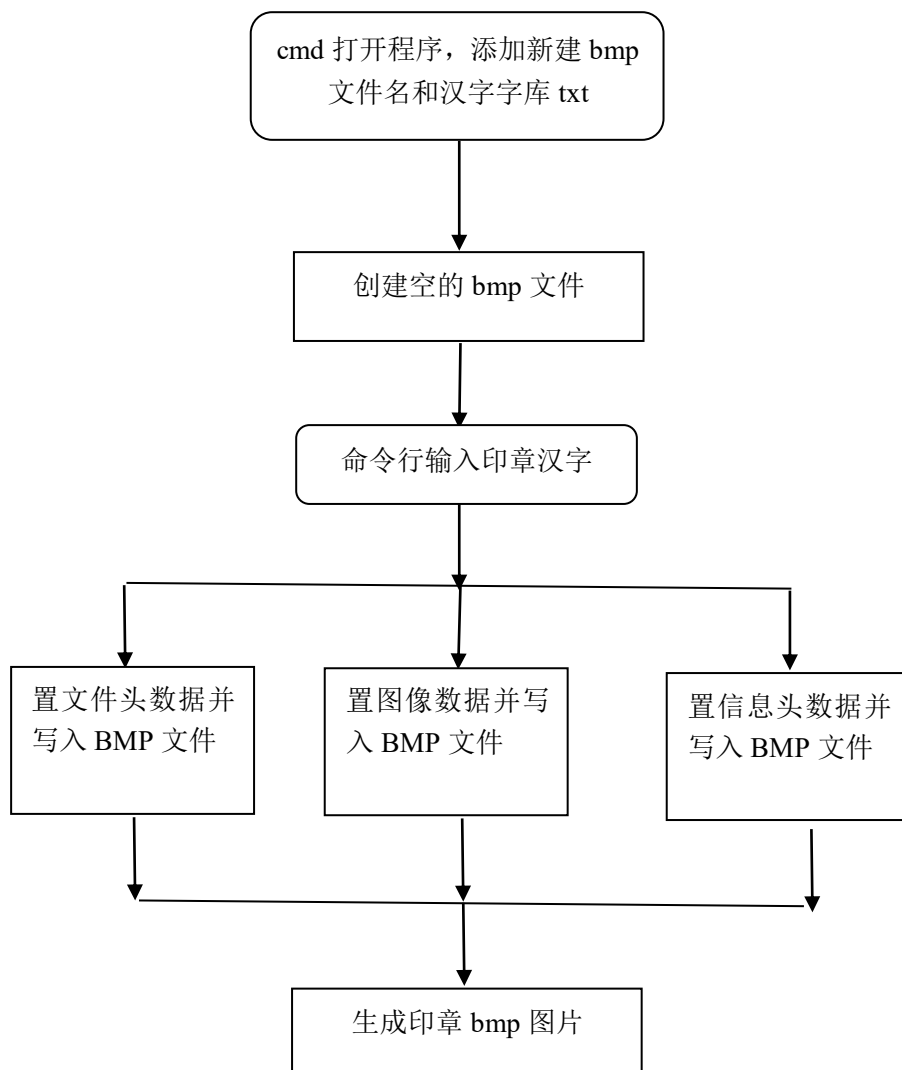 cmd 打开程序，添加新建 bmp
文件名和汉字字库 txt
创建空的 bmp 文件
命令行输入印章汉字
置文件头数据并
写入 BMP 文件
置图像数据并写
入 BMP 文件
置信息头数据并
写入 BMP 文件
生成印章 bmp 图片